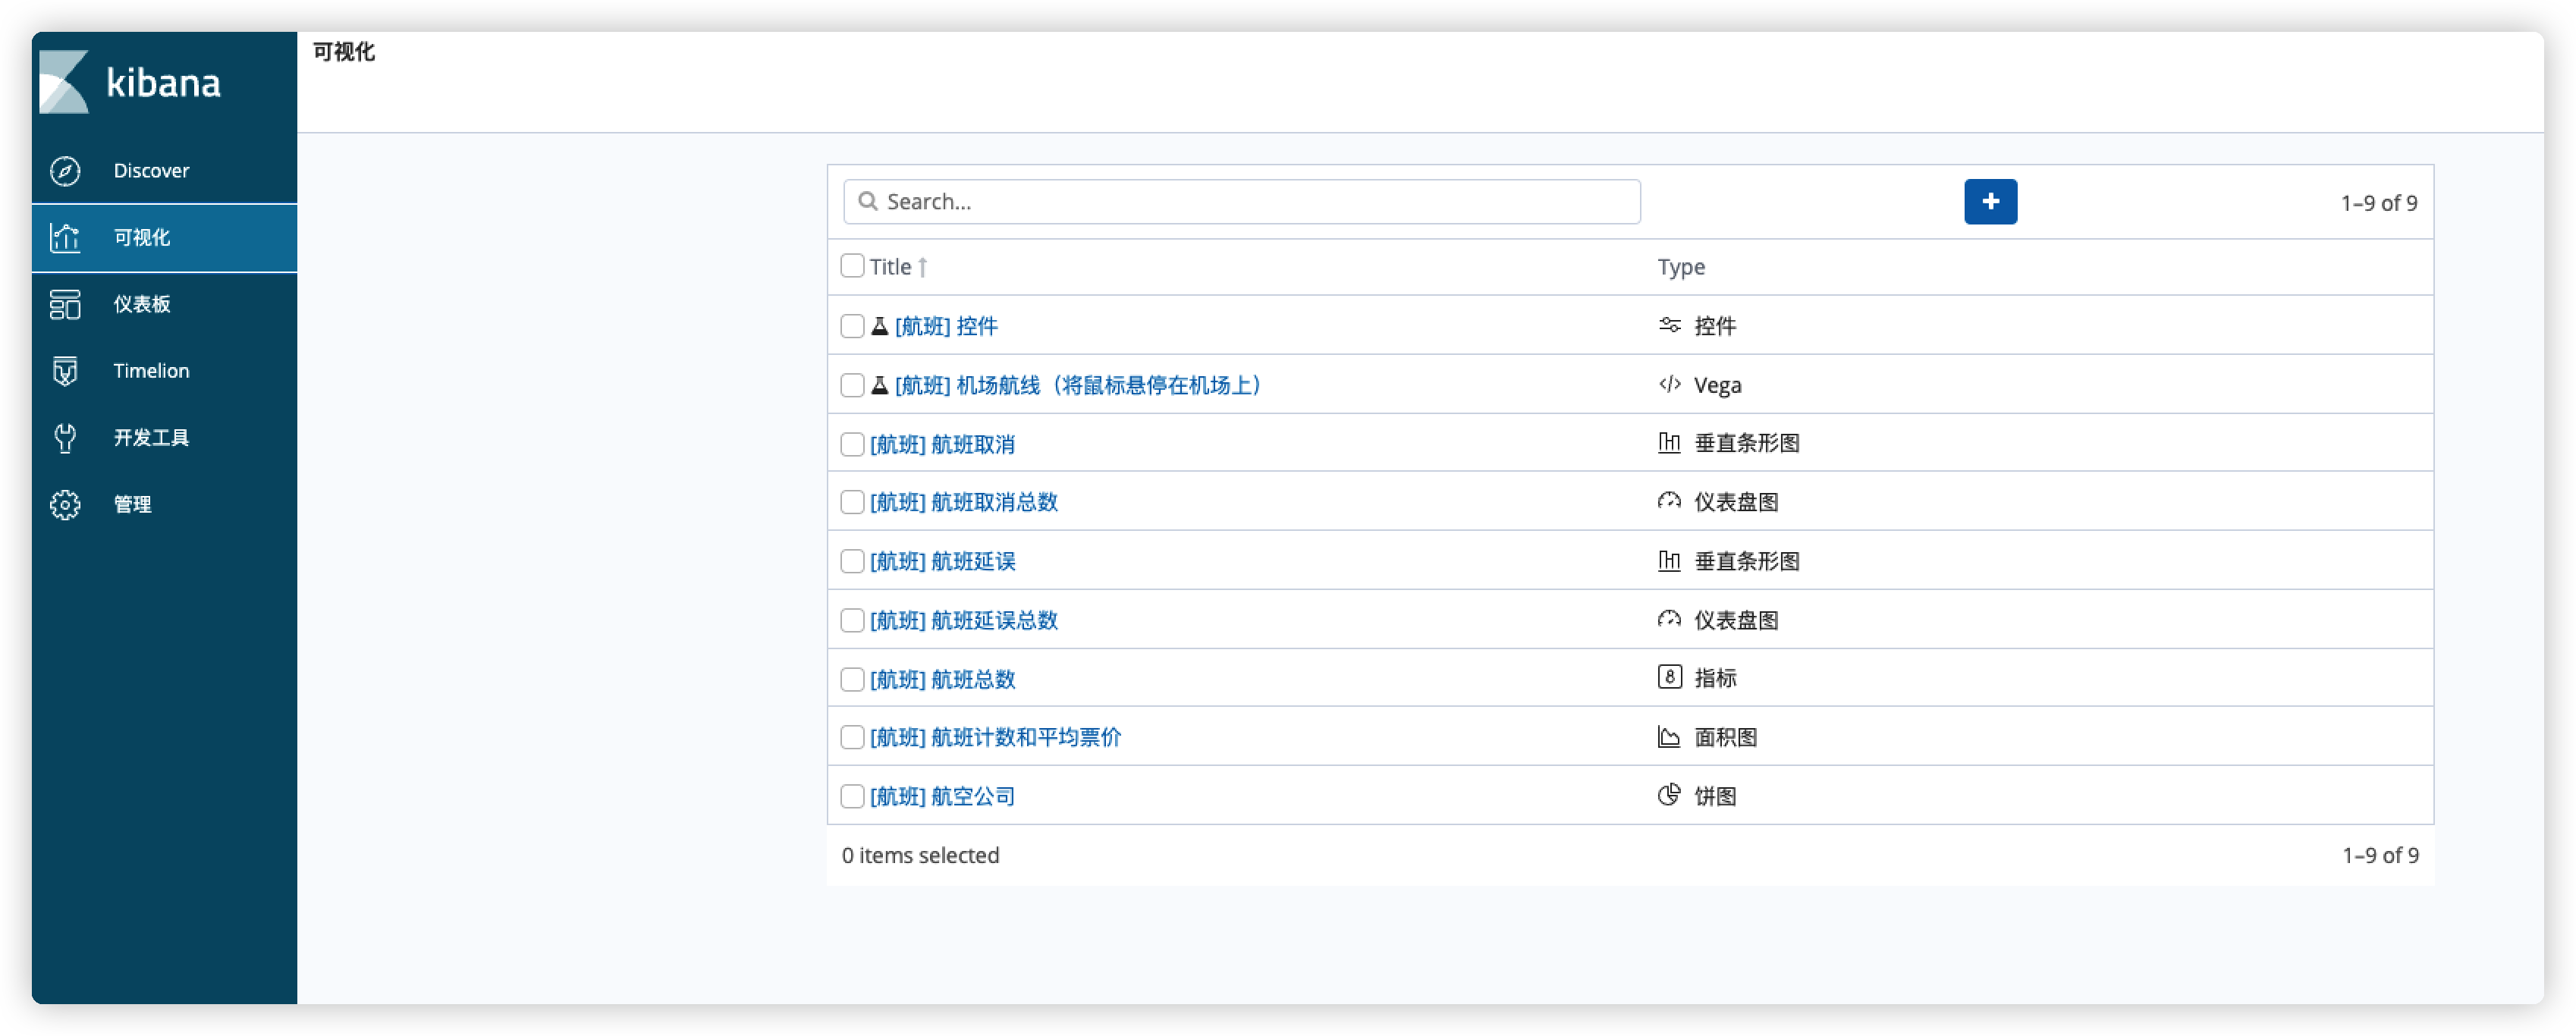 kibana
Discover
可视化
仪表板
Timelion
开发工具
管理
可视化
Search...
1–9 of 9
Title Type
[航班] 控件 控件
[航班] 机场航线（将鼠标悬停在机场上） Vega
[航班] 航班取消 垂直条形图
[航班] 航班取消总数 仪表盘图
[航班] 航班延误 垂直条形图
[航班] 航班延误总数 仪表盘图
[航班] 航班总数 8 指标
[航班] 航班计数和平均票价 面积图
[航班] 航空公司 饼图
0 items selected 1–9 of 9